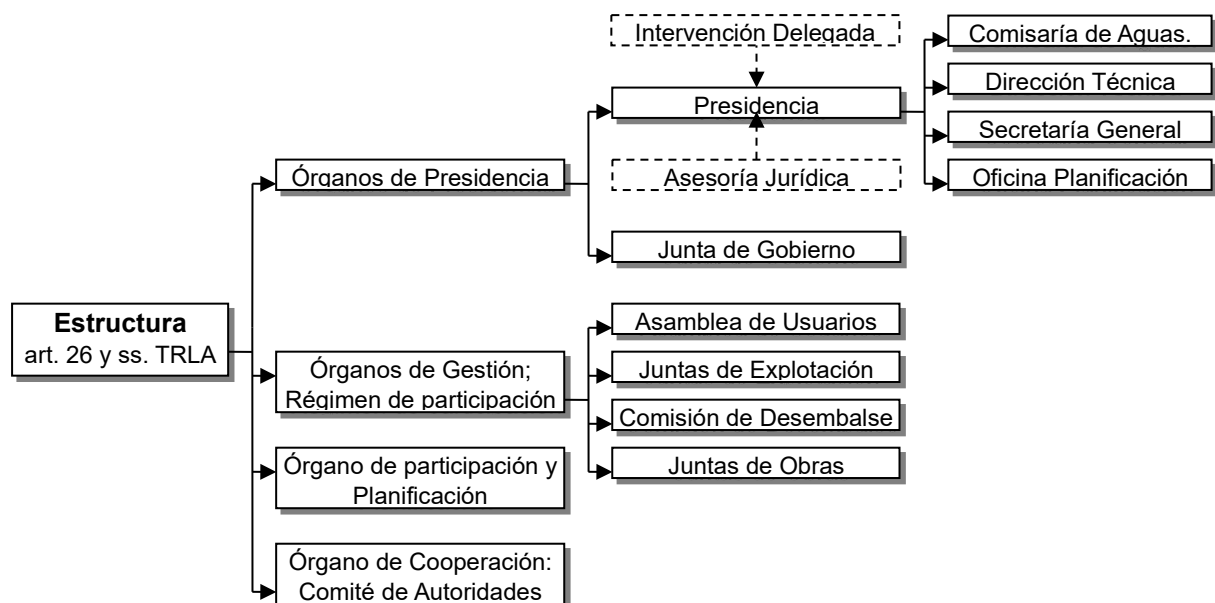 Estructura
art. 26 y ss. TRLA
Órganos de Presidencia
Intervención Delegada
Presidencia
Asesoría Jurídica
Comisaría de Aguas.
Dirección Técnica
Secretaría General
Oficina Planificación
Junta de Gobierno
Órganos de Gestión;
Régimen de participación
Asamblea de Usuarios
Juntas de Explotación
Comisión de Desembalse
Juntas de Obras
Órgano de participación y
Planificación
Órgano de Cooperación:
Comité de Autoridades